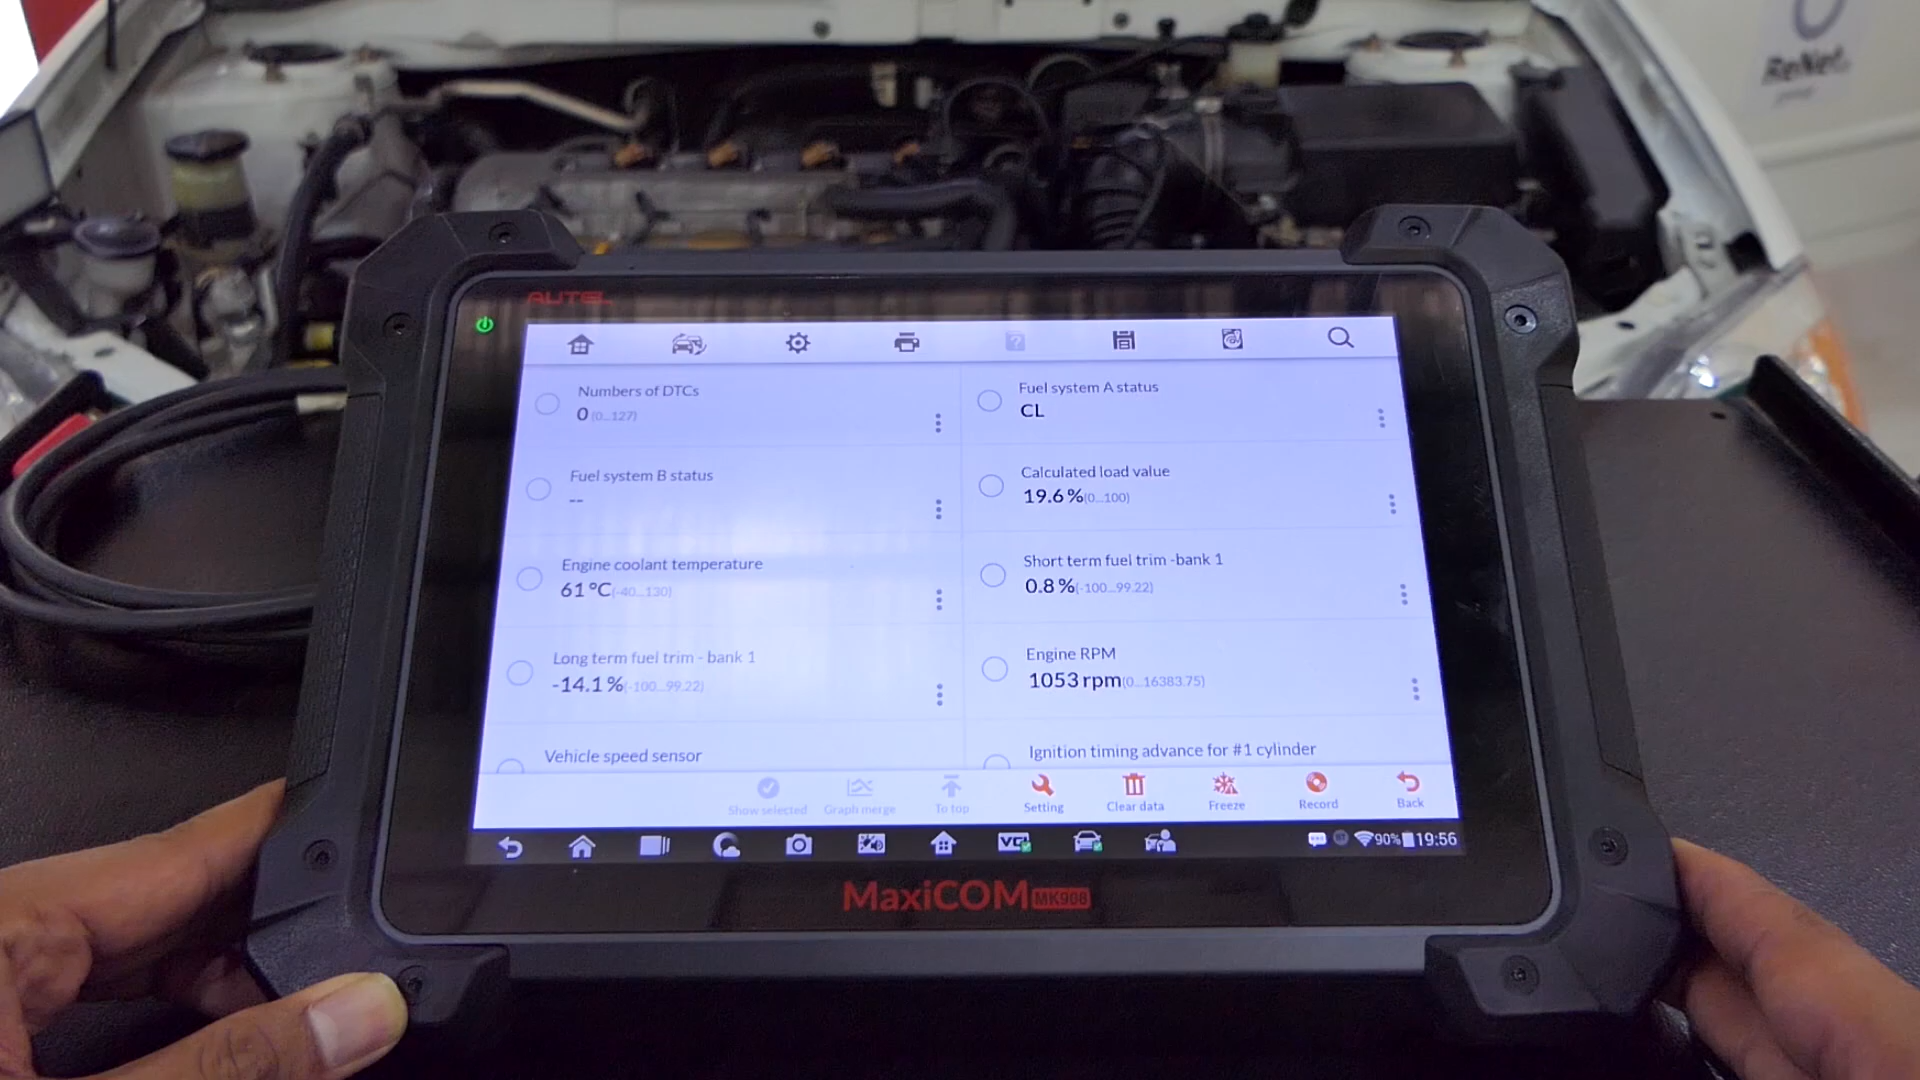 ReNet.
AUTEL
Numbers of DTCs
0 (0...127)
Fuel system A status
CL
Fuel system B status
--
Calculated load value
19.6 % (0...100)
Engine coolant temperature
61 °C (-40...130)
Short term fuel trim -bank 1
0.8 % (-100...99.22)
Long term fuel trim - bank 1
-14.1 % (-100...99.22)
Engine RPM
1053 rpm (0...16383.75)
Vehicle speed sensor
Ignition timing advance for #1 cylinder
Show selected
Graph merge
To top
Setting
Clear data
Freeze
Record
Back
VCI
90% 19:56
MaxiCOM MK908